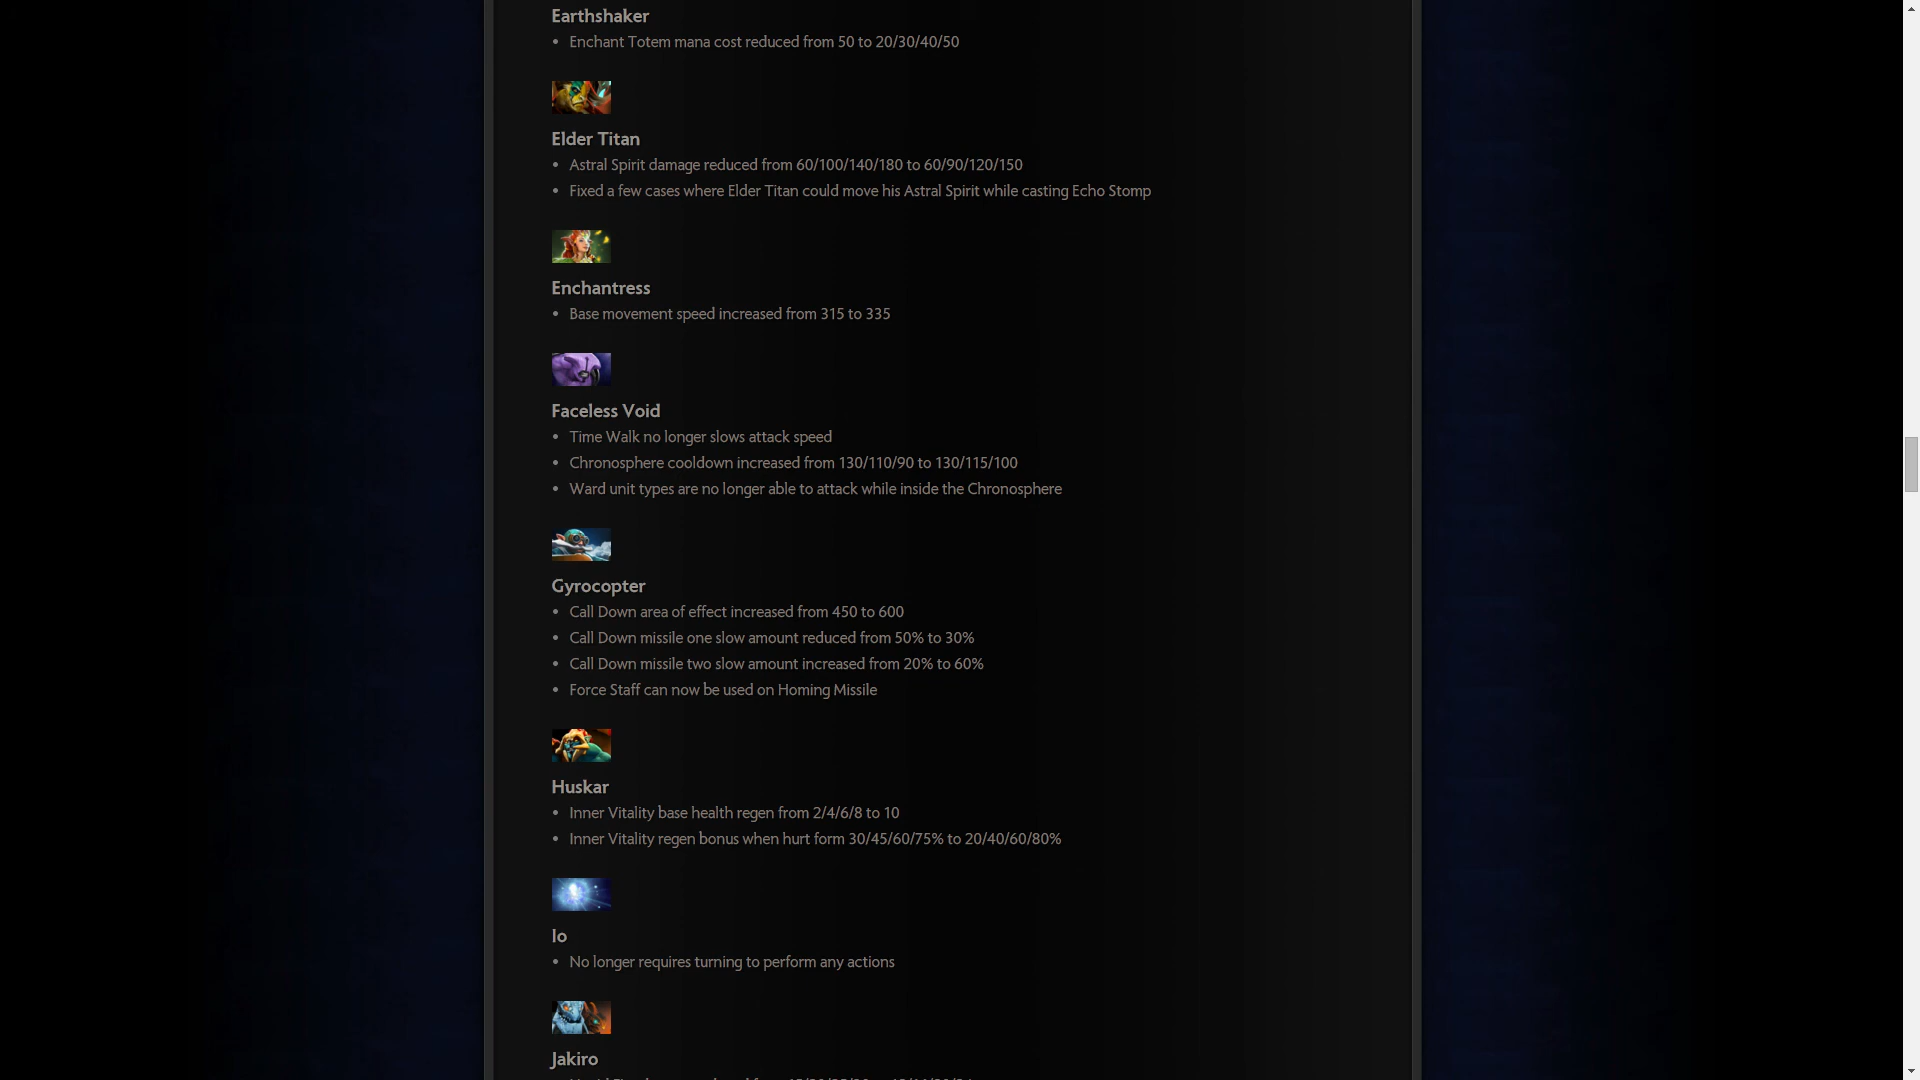 Earthshaker
• Enchant Totem mana cost reduced from 50 to 20/30/40/50
Elder Titan
• Astral Spirit damage reduced from 60/100/140/180 to 60/90/120/150
• Fixed a few cases where Elder Titan could move his Astral Spirit while casting Echo Stomp
Enchantress
• Base movement speed increased from 315 to 335
Faceless Void
• Time Walk no longer slows attack speed
• Chronosphere cooldown increased from 130/110/90 to 130/115/100
• Ward unit types are no longer able to attack while inside the Chronosphere
Gyrocopter
• Call Down area of effect increased from 450 to 600
• Call Down missile one slow amount reduced from 50% to 30%
• Call Down missile two slow amount increased from 20% to 60%
• Force Staff can now be used on Homing Missile
Huskar
• Inner Vitality base health regen from 2/4/6/8 to 10
• Inner Vitality regen bonus when hurt form 30/45/60/75% to 20/40/60/80%
Io
• No longer requires turning to perform any actions
Jakiro